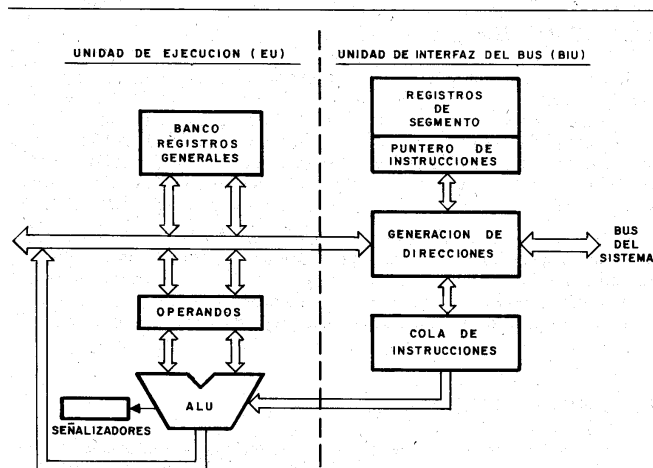 UNIDAD DE EJECUCION (EU)
UNIDAD DE INTERFAZ DEL BUS (BIU)
BANCO
REGISTROS
GENERALES
REGISTROS
DE
SEGMENTO
PUNTERO DE
INSTRUCCIONES
GENERACION DE
DIRECCIONES
BUS
DEL
SISTEMA
OPERANDOS
COLA DE
INSTRUCCIONES
ALU
SEÑALIZADORES